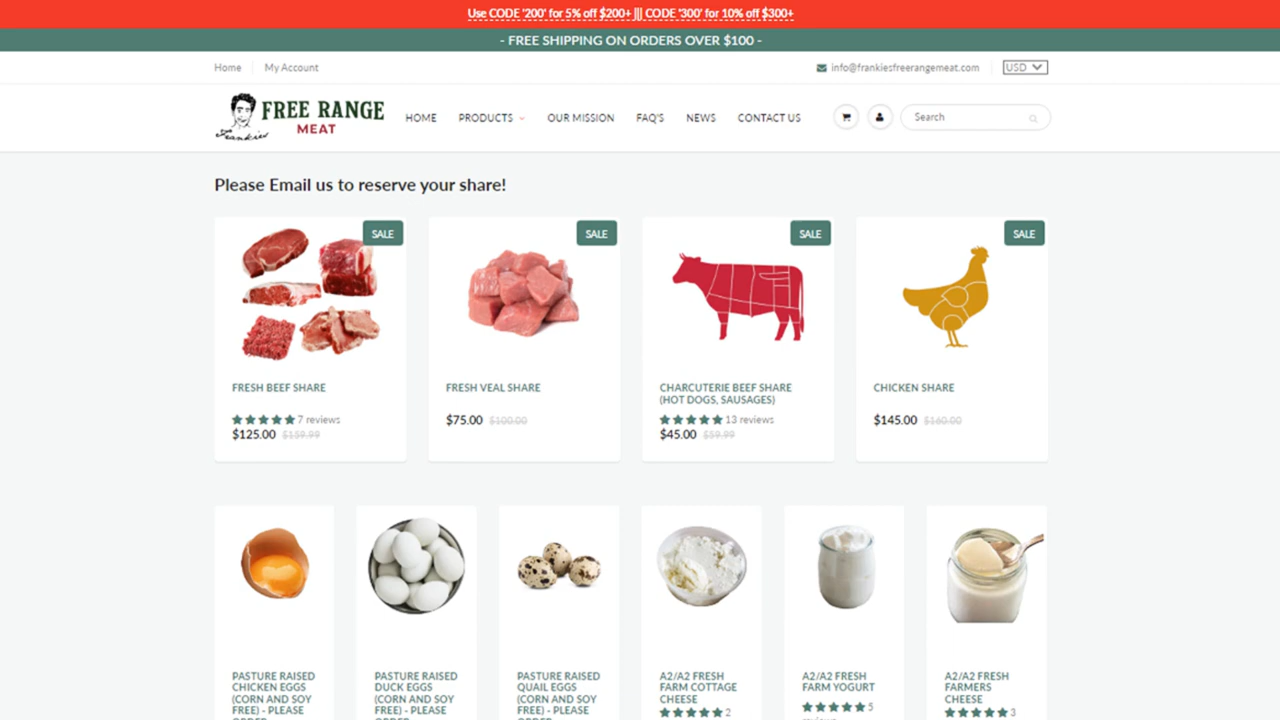 Use CODE '200' for 5% off $200+ ||| CODE '300' for 10% off $300+
- FREE SHIPPING ON ORDERS OVER $100 -
Home
My Account
info@frankiesfreerangemeat.com
USD
Frankies
FREE RANGE
MEAT
HOME
PRODUCTS
OUR MISSION
FAQ'S
NEWS
CONTACT US
Search
Please Email us to reserve your share!
SALE
SALE
SALE
SALE
FRESH BEEF SHARE
7 reviews
$125.00 $159.99
FRESH VEAL SHARE
$75.00 $100.00
CHARCUTERIE BEEF SHARE
(HOT DOGS, SAUSAGES)
13 reviews
$45.00 $59.99
CHICKEN SHARE
$145.00 $160.00
PASTURE RAISED
CHICKEN EGGS
(CORN AND SOY
FREE) - PLEASE
PASTURE RAISED
DUCK EGGS
(CORN AND SOY
FREE) - PLEASE
PASTURE RAISED
QUAIL EGGS
(CORN AND SOY
FREE) - PLEASE
A2/A2 FRESH
FARM COTTAGE
CHEESE
2
A2/A2 FRESH
FARM YOGURT
5
A2/A2 FRESH
FARMERS
CHEESE
3